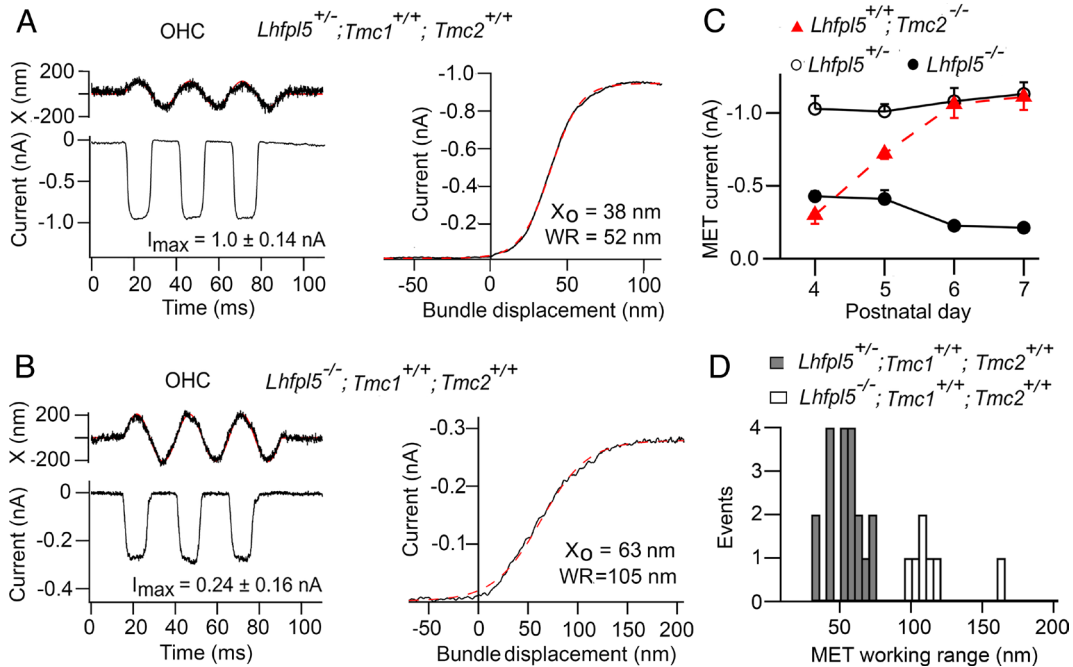 A
OHC Lhfpl5+/-; Tmc1+/+; Tmc2+/+
X (nm)
200
-200
Current (nA)
0
-0.5
-1.0
Imax = 1.0 ± 0.14 nA
0 20 40 60 80 100
Time (ms)
Current (nA)
-1.0
-0.8
-0.6
-0.4
-0.2
XO = 38 nm
WR = 52 nm
-50 0 50 100
Bundle displacement (nm)
B
OHC Lhfpl5-/-; Tmc1+/+; Tmc2+/+
X (nm)
200
-200
Current (nA)
0
-0.2
-0.4
Imax = 0.24 ± 0.16 nA
0 20 40 60 80 100
Time (ms)
Current (nA)
-0.3
-0.2
-0.1
XO = 63 nm
WR=105 nm
-50 0 50 100 150 200
Bundle displacement (nm)
C
Lhfpl5+/+; Tmc2-/-
Lhfpl5+/- Lhfpl5-/-
MET current (nA)
-1.0
-0.5
0.0
4 5 6 7
Postnatal day
D
Lhfpl5+/-; Tmc1+/+; Tmc2+/+
Lhfpl5-/-; Tmc1+/+; Tmc2+/+
Events
4
3
2
1
0
50 100 150 200
MET working range (nm)